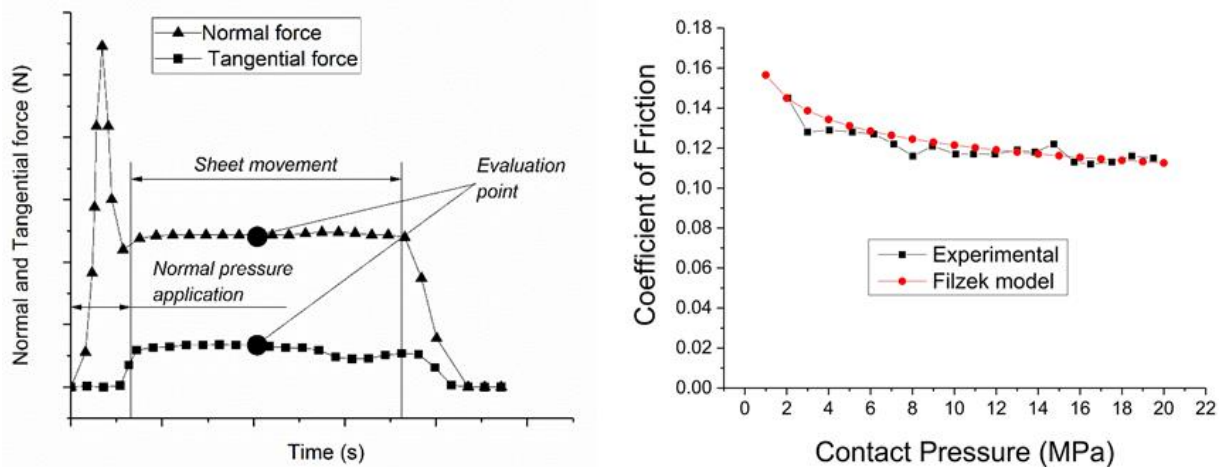 Normal force
Tangential force
Normal and Tangential force (N)
Sheet movement
Evaluation
point
Normal pressure
application
Time (s)
Coefficient of Friction
0.18
0.16
0.14
0.12
0.10
0.08
0.06
0.04
0.02
0.00
Experimental
Filzek model
0 2 4 6 8 10 12 14 16 18 20 22
Contact Pressure (MPa)